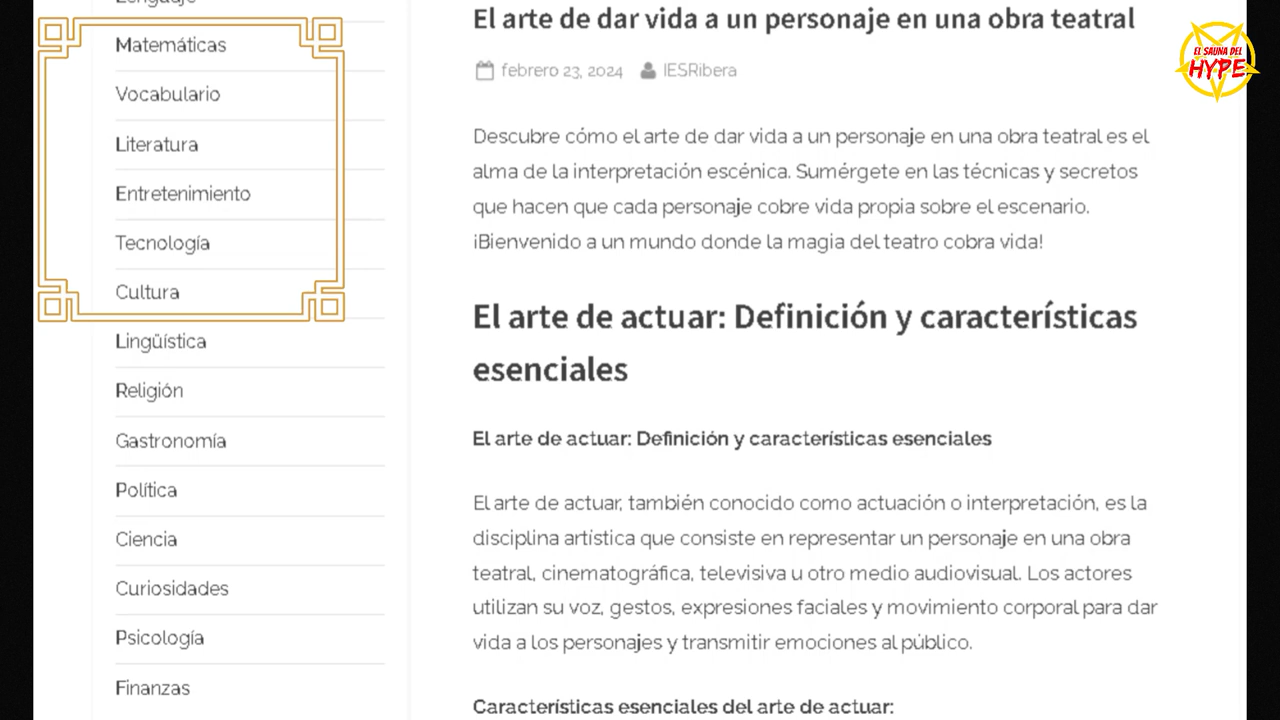 Lenguaje
Matemáticas
Vocabulario
Literatura
Entretenimiento
Tecnología
Cultura
Lingüística
Religión
Gastronomía
Política
Ciencia
Curiosidades
Psicología
Finanzas
El arte de dar vida a un personaje en una obra teatral
febrero 23, 2024 IESRibera
Descubre cómo el arte de dar vida a un personaje en una obra teatral es el
alma de la interpretación escénica. Sumérgete en las técnicas y secretos
que hacen que cada personaje cobre vida propia sobre el escenario.
¡Bienvenido a un mundo donde la magia del teatro cobra vida!
El arte de actuar: Definición y características
esenciales
El arte de actuar: Definición y características esenciales
El arte de actuar, también conocido como actuación o interpretación, es la
disciplina artística que consiste en representar un personaje en una obra
teatral, cinematográfica, televisiva u otro medio audiovisual. Los actores
utilizan su voz, gestos, expresiones faciales y movimiento corporal para dar
vida a los personajes y transmitir emociones al público.
Características esenciales del arte de actuar:
EL SAUNA DEL
HYPE